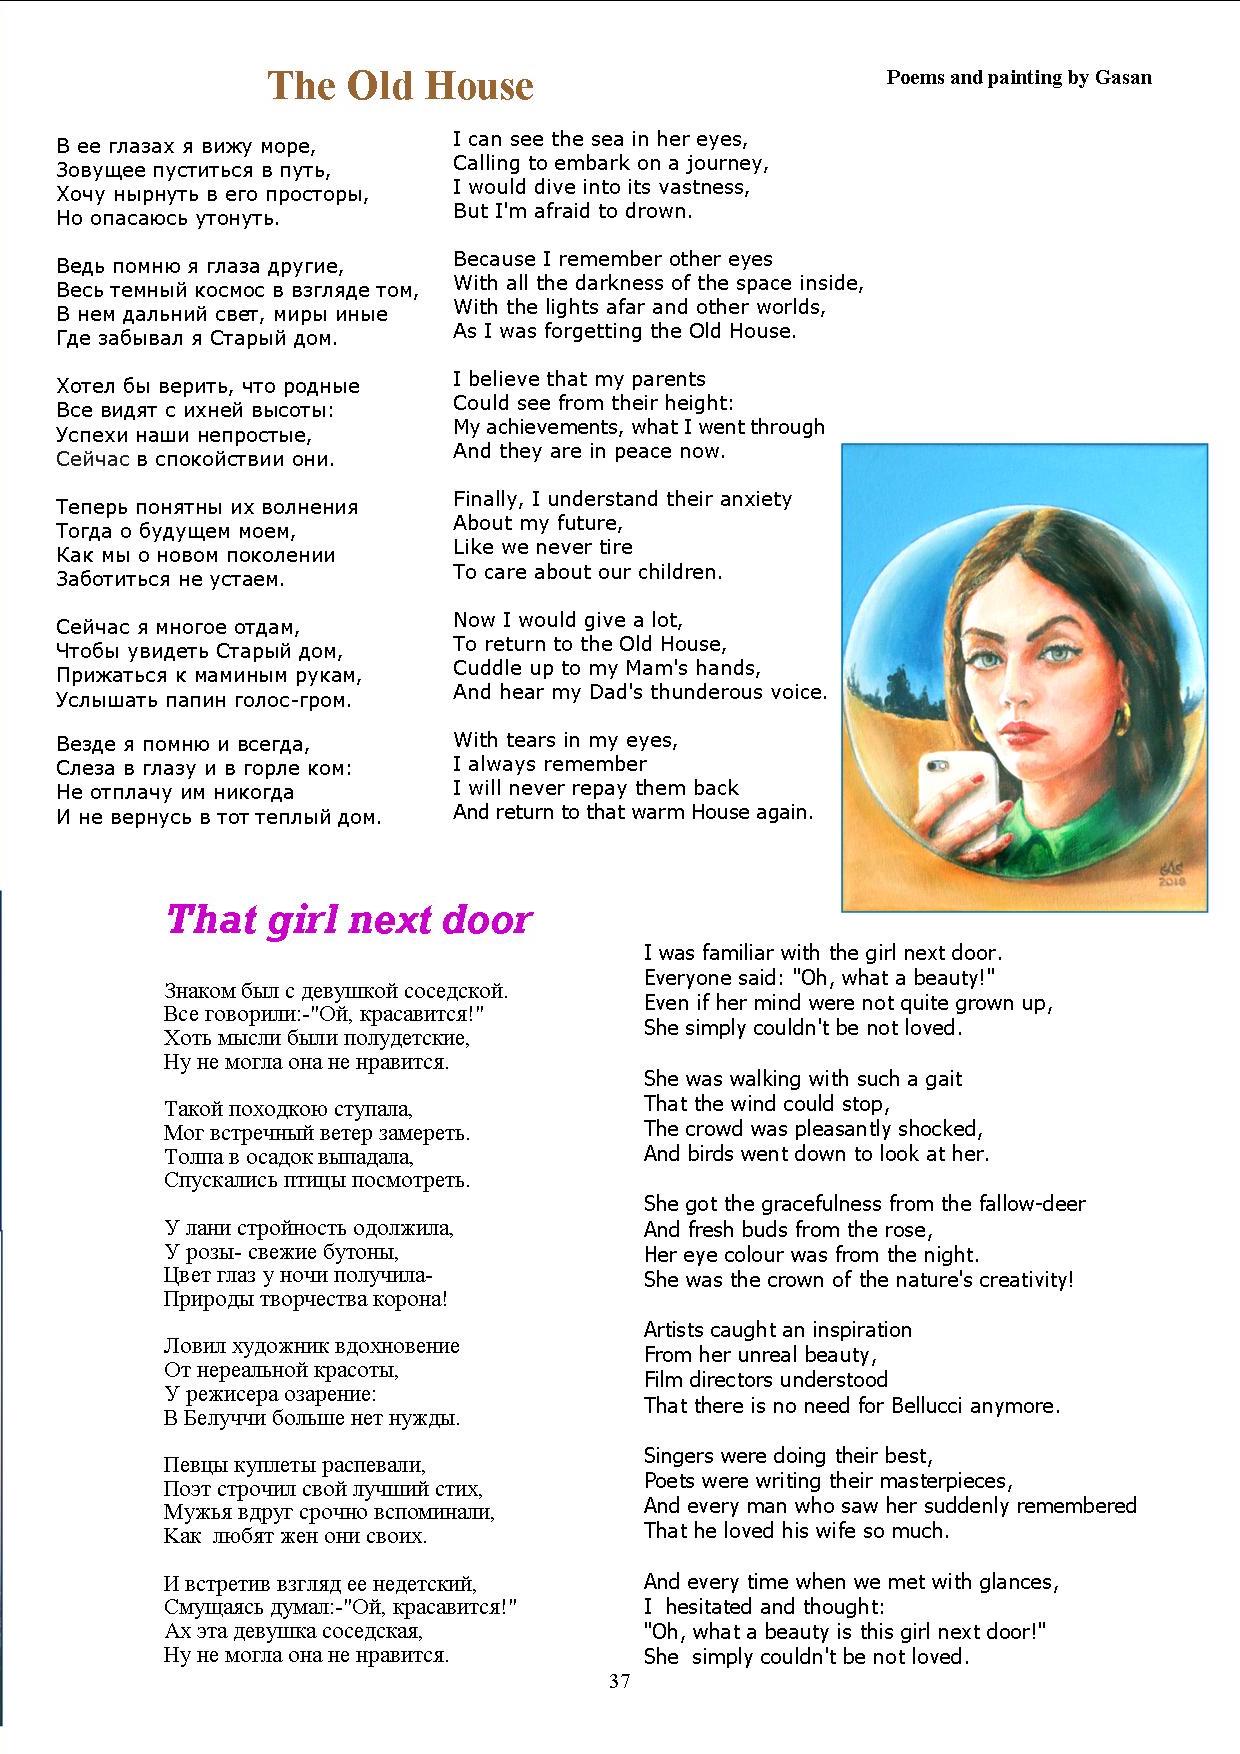 The Old House
Poems and painting by Gasan
В ее глазах я вижу море,
Зовущее пуститься в путь,
Хочу нырнуть в его просторы,
Но опасаюсь утонуть.
Ведь помню я глаза другие,
Весь темный космос в взгляде том,
В нем дальний свет, миры иные
Где забывал я Старый дом.
Хотел бы верить, что родные
Все видят с ихней высоты:
Успехи наши непростые,
Сейчас в спокойствии они.
Теперь понятны их волнения
Тогда о будущем моем,
Как мы о новом поколении
Заботиться не устаем.
Сейчас я многое отдам,
Чтобы увидеть Старый дом,
Прижаться к маминым рукам,
Услышать папин голос-гром.
Везде я помню и всегда,
Слеза в глазу и в горле ком:
Не отплачу им никогда
И не вернусь в тот теплый дом.
I can see the sea in her eyes,
Calling to embark on a journey,
I would dive into its vastness,
But I'm afraid to drown.
Because I remember other eyes
With all the darkness of the space inside,
With the lights afar and other worlds,
As I was forgetting the Old House.
I believe that my parents
Could see from their height:
My achievements, what I went through
And they are in peace now.
Finally, I understand their anxiety
About my future,
Like we never tire
To care about our children.
Now I would give a lot,
To return to the Old House,
Cuddle up to my Mam's hands,
And hear my Dad's thunderous voice.
With tears in my eyes,
I always remember
I will never repay them back
And return to that warm House again.
GAS
2018
That girl next door
Знаком был с девушкой соседской.
Все говорили:-"Ой, красавится!"
Хоть мысли были полудетские,
Ну не могла она не нравится.
Такой походкою ступала,
Мог встречный ветер замереть.
Толпа в осадок выпадала,
Спускались птицы посмотреть.
У лани стройность одолжила,
У розы- свежие бутоны,
Цвет глаз у ночи получила-
Природы творчества корона!
Ловил художник вдохновение
От нереальной красоты,
У режисера озарение:
В Белуччи больше нет нужды.
Певцы куплеты распевали,
Поэт строчил свой лучший стих,
Мужья вдруг срочно вспоминали,
Как  любят жен они своих.
И встретив взгляд ее недетский,
Смущаясь думал:-"Ой, красавится!"
Ах эта девушка соседская,
Ну не могла она не нравится.
I was familiar with the girl next door.
Everyone said: "Oh, what a beauty!"
Even if her mind were not quite grown up,
She simply couldn't be not loved.
She was walking with such a gait
That the wind could stop,
The crowd was pleasantly shocked,
And birds went down to look at her.
She got the gracefulness from the fallow-deer
And fresh buds from the rose,
Her eye colour was from the night.
She was the crown of the nature's creativity!
Artists caught an inspiration
From her unreal beauty,
Film directors understood
That there is no need for Bellucci anymore.
Singers were doing their best,
Poets were writing their masterpieces,
And every man who saw her suddenly remembered
That he loved his wife so much.
And every time when we met with glances,
I  hesitated and thought:
"Oh, what a beauty is this girl next door!"
She  simply couldn't be not loved.
37